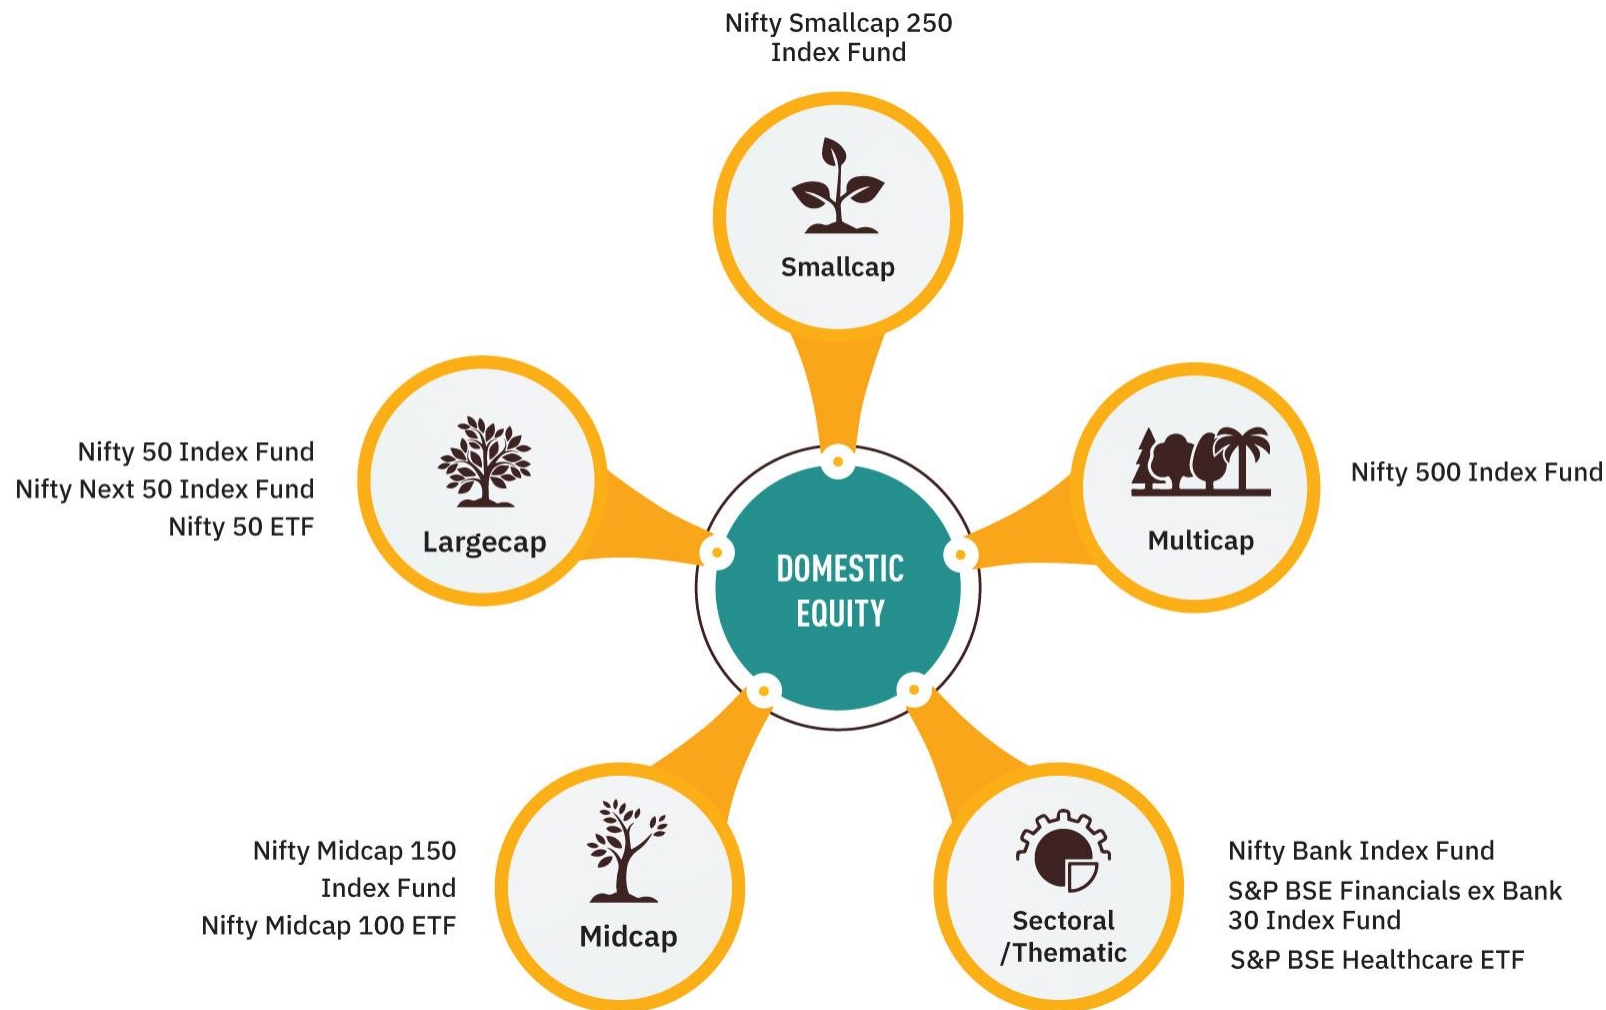 Nifty Smallcap 250
Index Fund
Smallcap
Nifty 50 Index Fund
Nifty Next 50 Index Fund
Nifty 50 ETF
Largecap
Multicap
Nifty 500 Index Fund
DOMESTIC
EQUITY
Nifty Midcap 150
Index Fund
Nifty Midcap 100 ETF
Midcap
Sectoral
/Thematic
Nifty Bank Index Fund
S&P BSE Financials ex Bank
30 Index Fund
S&P BSE Healthcare ETF